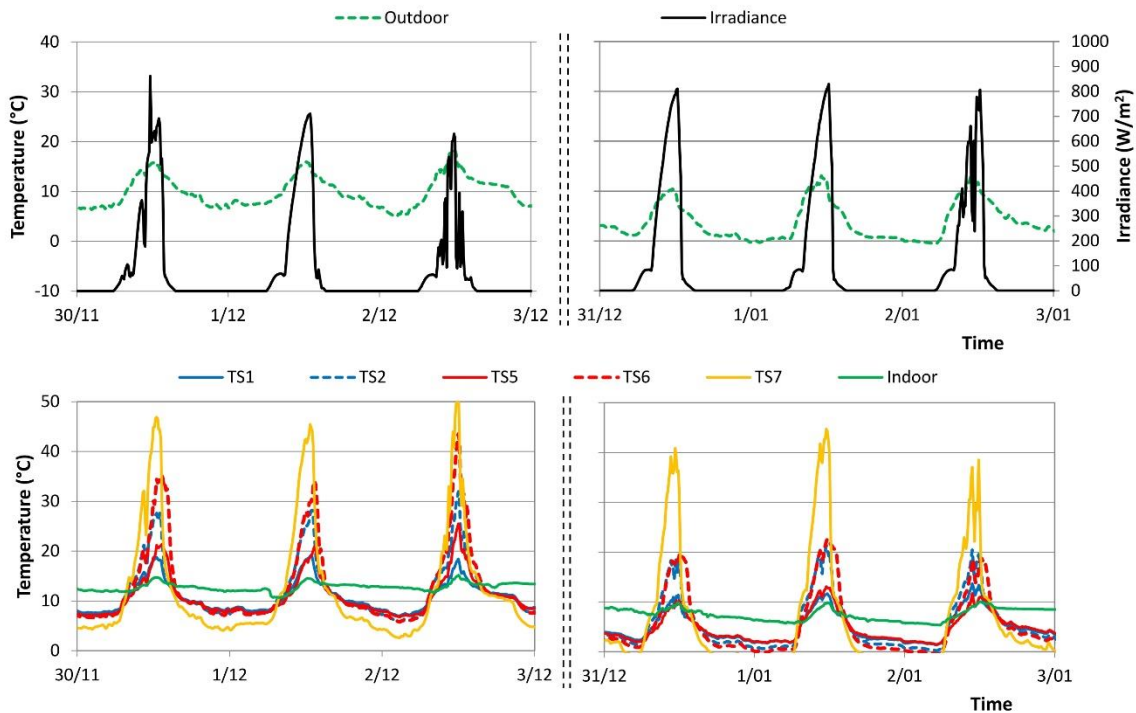 Outdoor Irradiance
40 1000
900
30 800
700
20 600
500
10 400
300
0 200
100
-10 0
Temperature (°C)
Irradiance (W/m²)
30/11 1/12 2/12 3/12 31/12 1/01 2/01 3/01
Time
TS1 TS2 TS5 TS6 TS7 Indoor
50
40
30
20
10
0
Temperature (°C)
30/11 1/12 2/12 3/12 31/12 1/01 2/01 3/01
Time